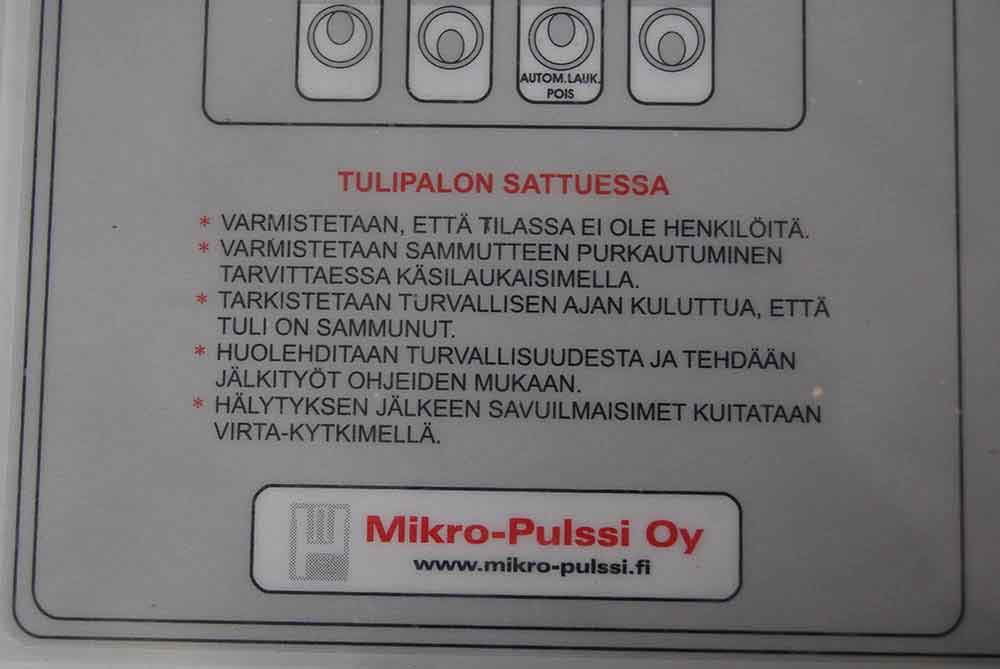 AUTOM.LAUK.
POIS
TULIPALON SATTUESSA
* VARMISTETAAN, ETTÄ TILASSA EI OLE HENKILÖITÄ.
* VARMISTETAAN SAMMUTTEEN PURKAUTUMINEN
TARVITTAESSA KÄSILAUKAISIMELLA.
* TARKISTETAAN TURVALLISEN AJAN KULUTTUA, ETTÄ
TULI ON SAMMUNUT.
* HUOLEHDITAAN TURVALLISUUDESTA JA TEHDÄÄN
JÄLKITYÖT OHJEIDEN MUKAAN.
* HÄLYTYKSEN JÄLKEEN SAVUILMAISIMET KUITATAAN
VIRTA-KYTKIMELLÄ.
Mikro-Pulssi Oy
www.mikro-pulssi.fi